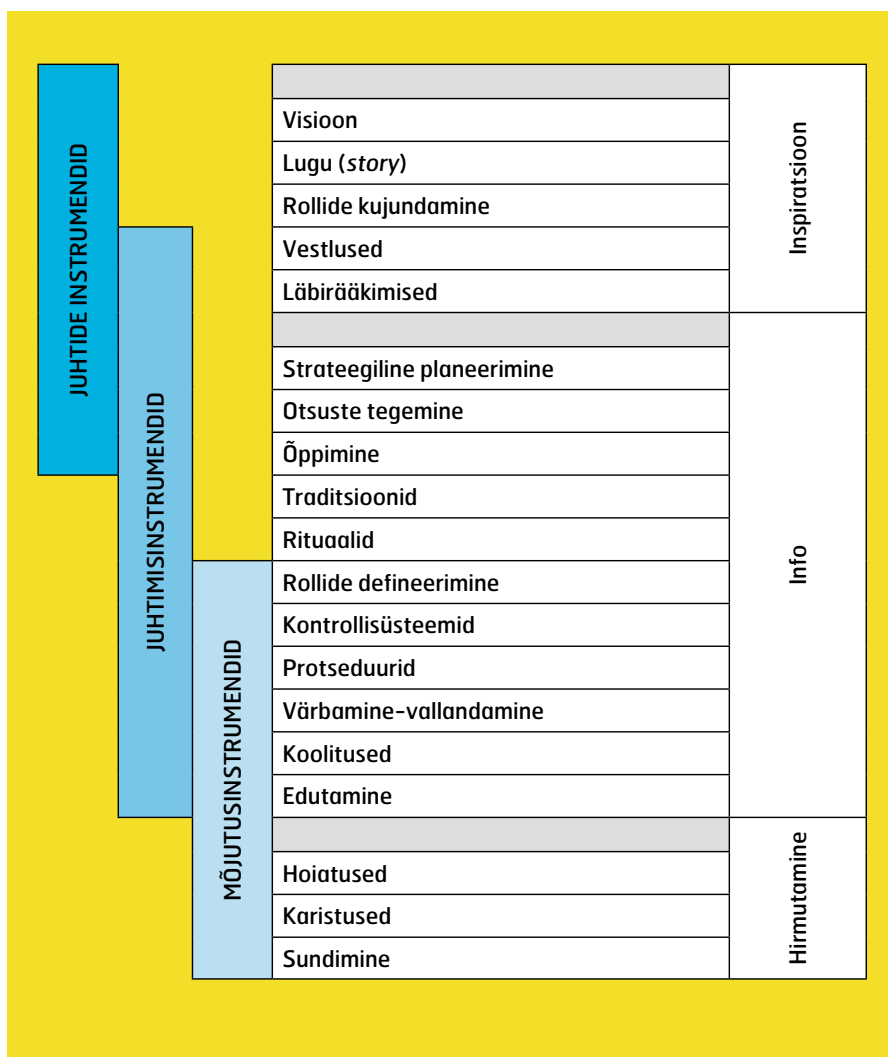 JUHTIDE INSTRUMENDID
JUHTIMISINSTRUMENDID
MÕJUTUSINSTRUMENDID
Visioon
Lugu (story)
Rollide kujundamine
Vestlused
Läbirääkimised
Inspiratsioon
Strateegiline planeerimine
Otsuste tegemine
Õppimine
Traditsioonid
Rituaalid
Rollide defineerimine
Kontrollisüsteemid
Protseduurid
Värbamine-vallandamine
Koolitused
Edutamine
Info
Hoiatused
Karistused
Sundimine
Hirmutamine